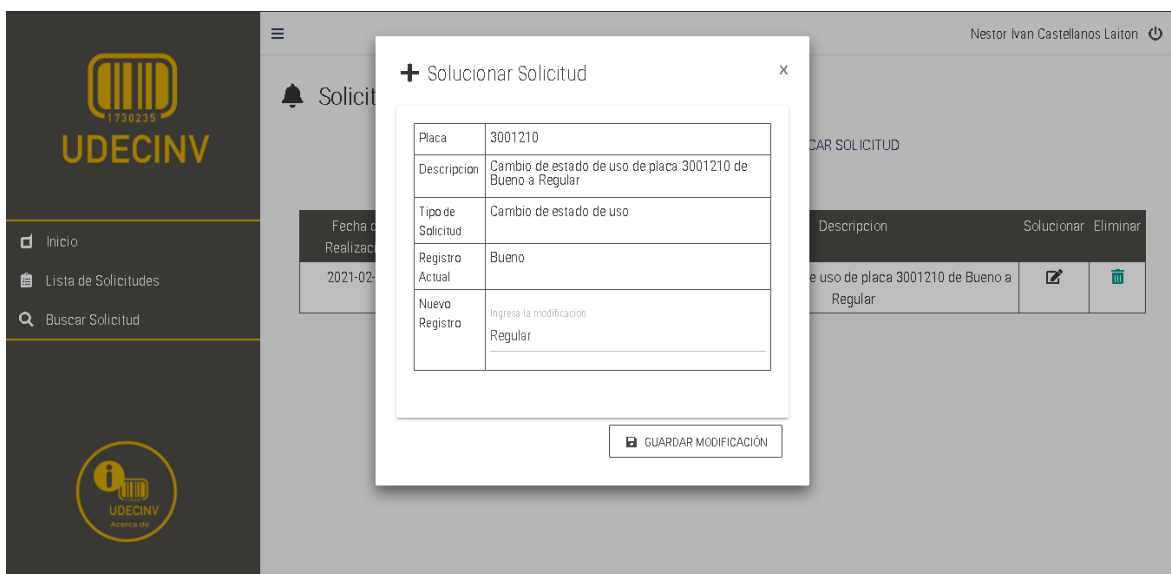 1730235
UDECINV
Inicio
Lista de Solicitudes
Buscar Solicitud
UDECINV
Acerca de
Nestor Ivan Castellanos Laiton
Solicit
CAR SOLICITUD
Fecha d
Realizaci
Descripcion
Solucionar
Eliminar
2021-02-
e uso de placa 3001210 de Bueno a
Regular
Solucionar Solicitud
x
Placa
3001210
Descripcion
Cambio de estado de uso de placa 3001210 de
Bueno a Regular
Tipo de
Solicitud
Cambio de estado de uso
Registro
Actual
Bueno
Nuevo
Registro
Ingresa la modificacion
Regular
GUARDAR MODIFICACIÓN